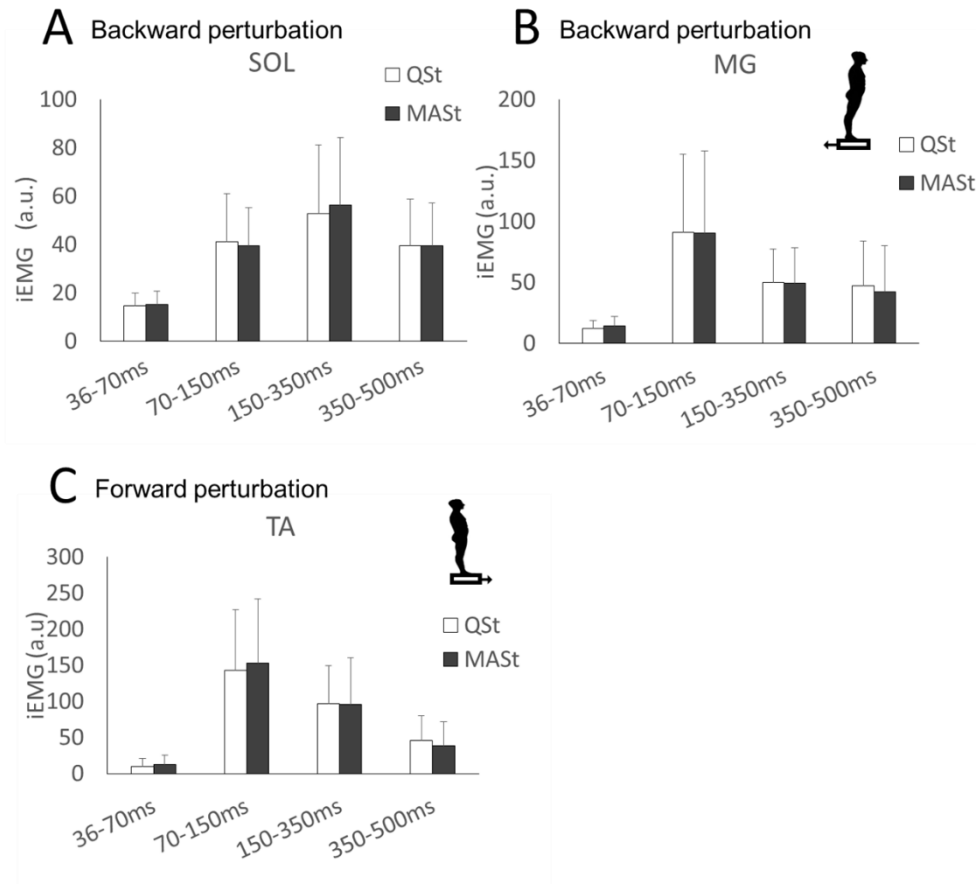 A Backward perturbation
SOL
QSt
MASt
100
80
60
40
20
0
iEMG (a.u.)
36-70ms
70-150ms
150-350ms
350-500ms
B Backward perturbation
MG
QSt
MASt
200
150
100
50
0
iEMG (a.u.)
36-70ms
70-150ms
150-350ms
350-500ms
C Forward perturbation
TA
QSt
MASt
300
250
200
150
100
50
0
iEMG (a.u)
36-70ms
70-150ms
150-350ms
350-500ms